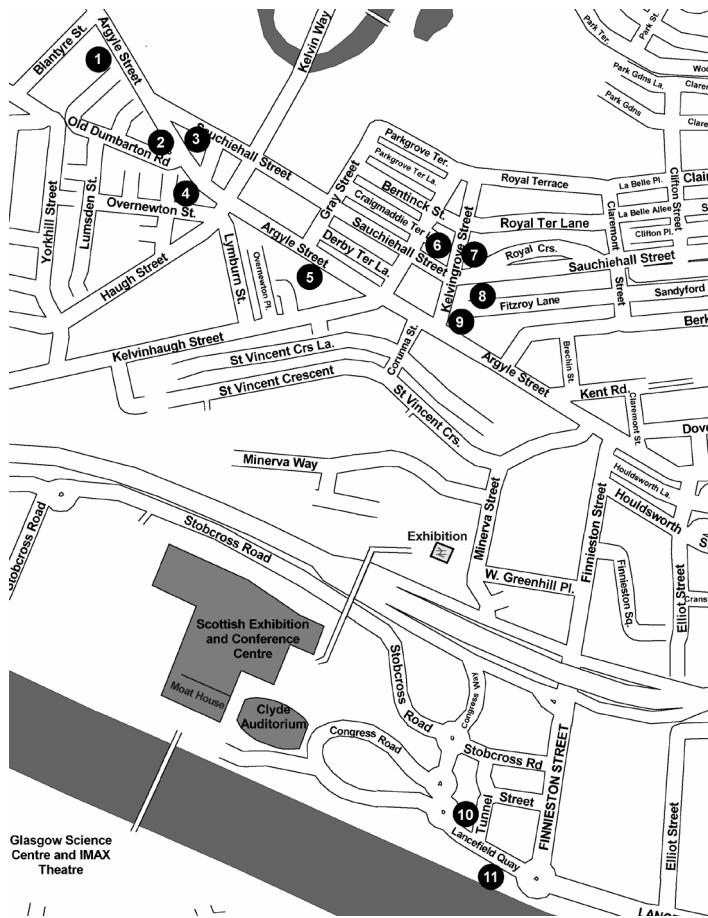 Blantyre St.
Argyle Street
Kelvin Way
Park Ter.
Park St.
Park Gdns La.
Park Gdns
Woo
Claren
Clare
1
2
3
4
Old Dumbarton Rd
Sauchiehall Street
Overnewton St.
Yorkhill Street
Lumsden St.
Haugh Street
Lymburn St.
Overnewton Pl.
Argyle Street
5
Gray Street
Parkgrove Ter.
Parkgrove Ter La.
Bentinck St.
Craigmaddie Ter
Sauchiehall Street
Derby Ter La.
6
7
8
9
Kelvingrove Street
Royal Terrace
Royal Ter Lane
Royal Crs.
Sauchiehall Street
Fitzroy Lane
Claremont
Street
La Belle Pl.
La Belle Allee
Clifton Pl.
Clifton Street
Clai
S
Sandyford
Berk
Kelvinhaugh Street
St Vincent Crs La.
St Vincent Crescent
Corunna St.
St Vincent Crs.
Argyle Street
Brechin St.
Kent Rd.
Claremont St.
Dove
Minerva Way
Minerva Street
Finnieston Street
Houldsworth La.
Houldsworth
S
Exhibition
W. Greenhill Pl.
Finnieston Sq.
Elliot Street
Cranst
Stobcross Road
Stobcross Road
Scottish Exhibition
and Conference
Centre
Moat House
Clyde
Auditorium
Stobcross
Road
Congress Way
Congress Road
Stobcross Rd
Tunnel
Street
FINNIESTON STREET
Elliot Street
10
Lancefield Quay
11
Glasgow Science
Centre and IMAX
Theatre
LANC